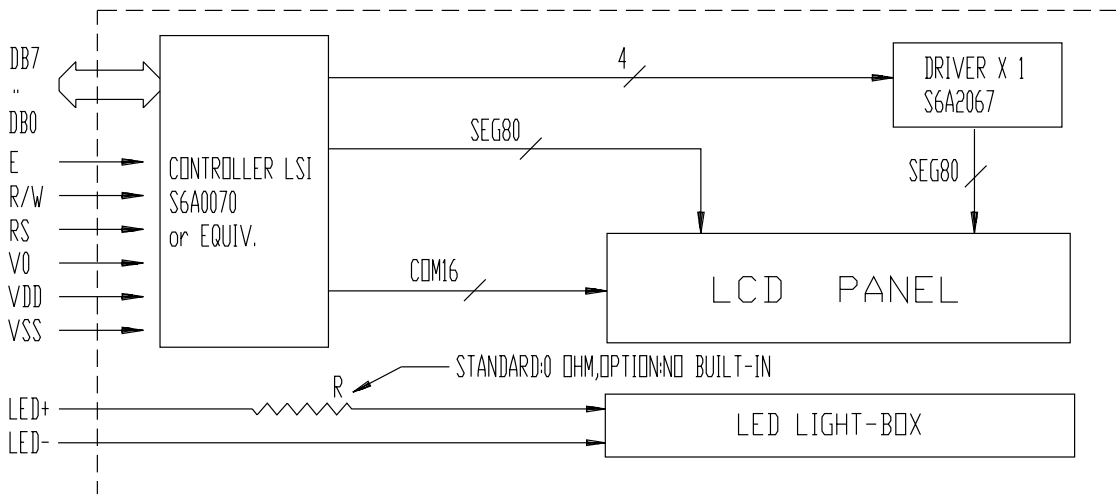 DB7
"
DB0
E
R/W
RS
V0
VDD
VSS
LED+
LED-
CONTROLLER LSI
S6A0070
or EQUIV.
4
SEG80
COM16
DRIVER X 1
S6A2067
SEG80
LCD PANEL
R
STANDARD:0 OHM,OPTION:NO BUILT-IN
LED LIGHT-BOX